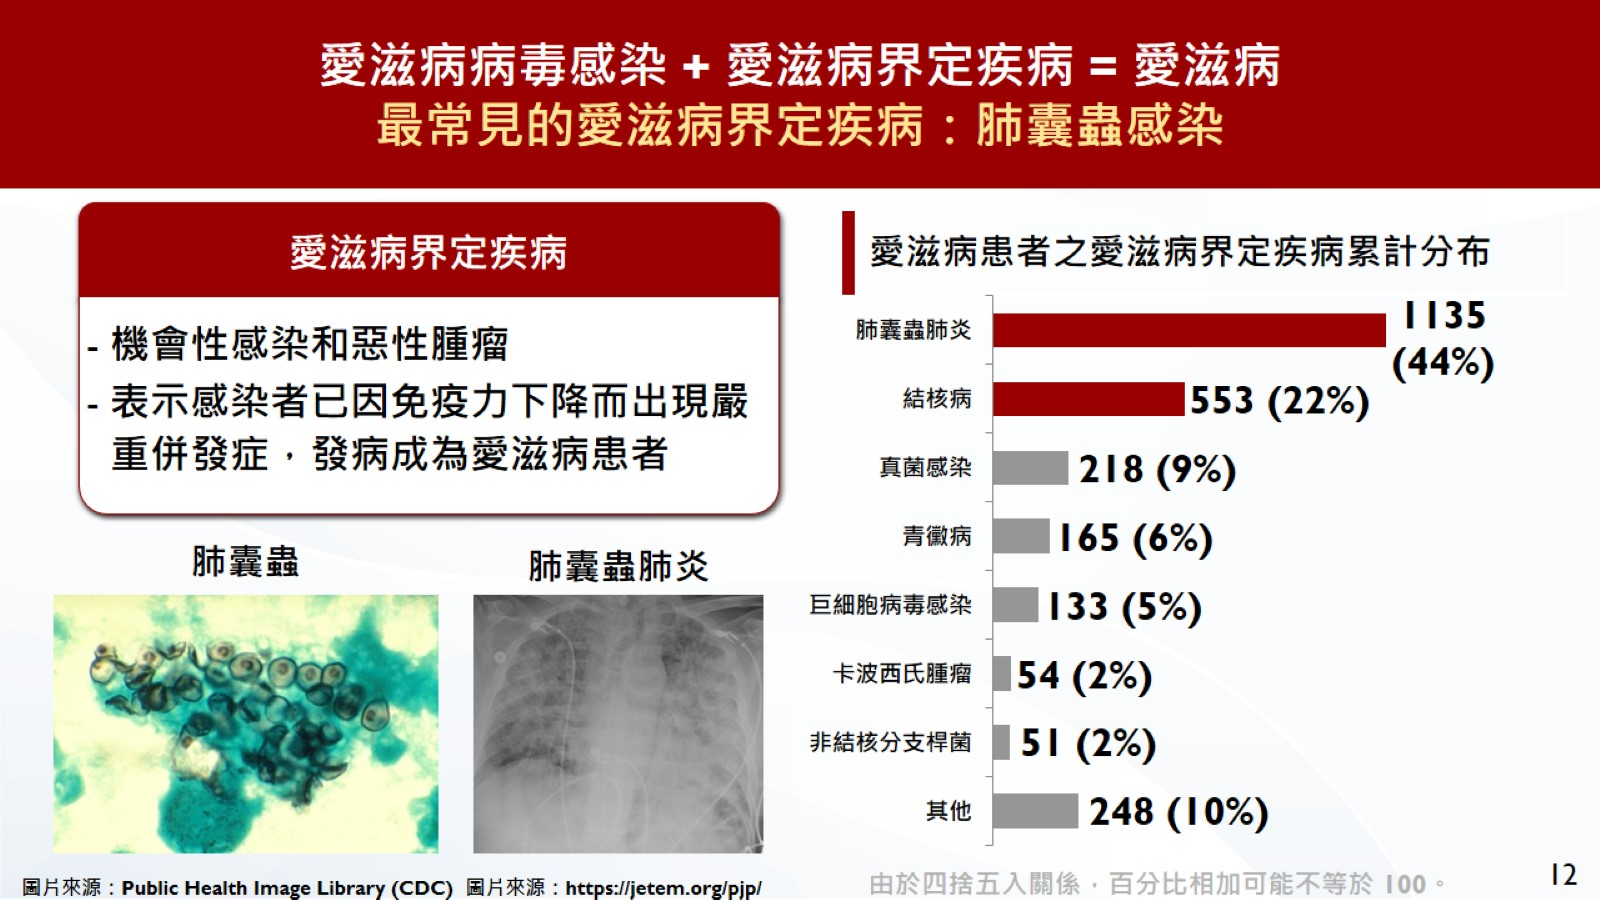 愛滋病病毒感染 + 愛滋病界定疾病 = 愛滋病
最常見的愛滋病界定疾病：肺囊蟲感染
愛滋病界定疾病
- 機會性感染和惡性腫瘤
- 表示感染者已因免疫力下降而出現嚴
重併發症，發病成為愛滋病患者
肺囊蟲
肺囊蟲肺炎
圖片來源：Public Health Image Library (CDC)
圖片來源：https://jetem.org/pjp/
愛滋病患者之愛滋病界定疾病累計分布
肺囊蟲肺炎 1135
(44%)
結核病 553 (22%)
真菌感染 218 (9%)
青黴病 165 (6%)
巨細胞病毒感染 133 (5%)
卡波西氏腫瘤 54 (2%)
非結核分支桿菌 51 (2%)
其他 248 (10%)
由於四捨五入關係，百分比相加可能不等於 100。
12